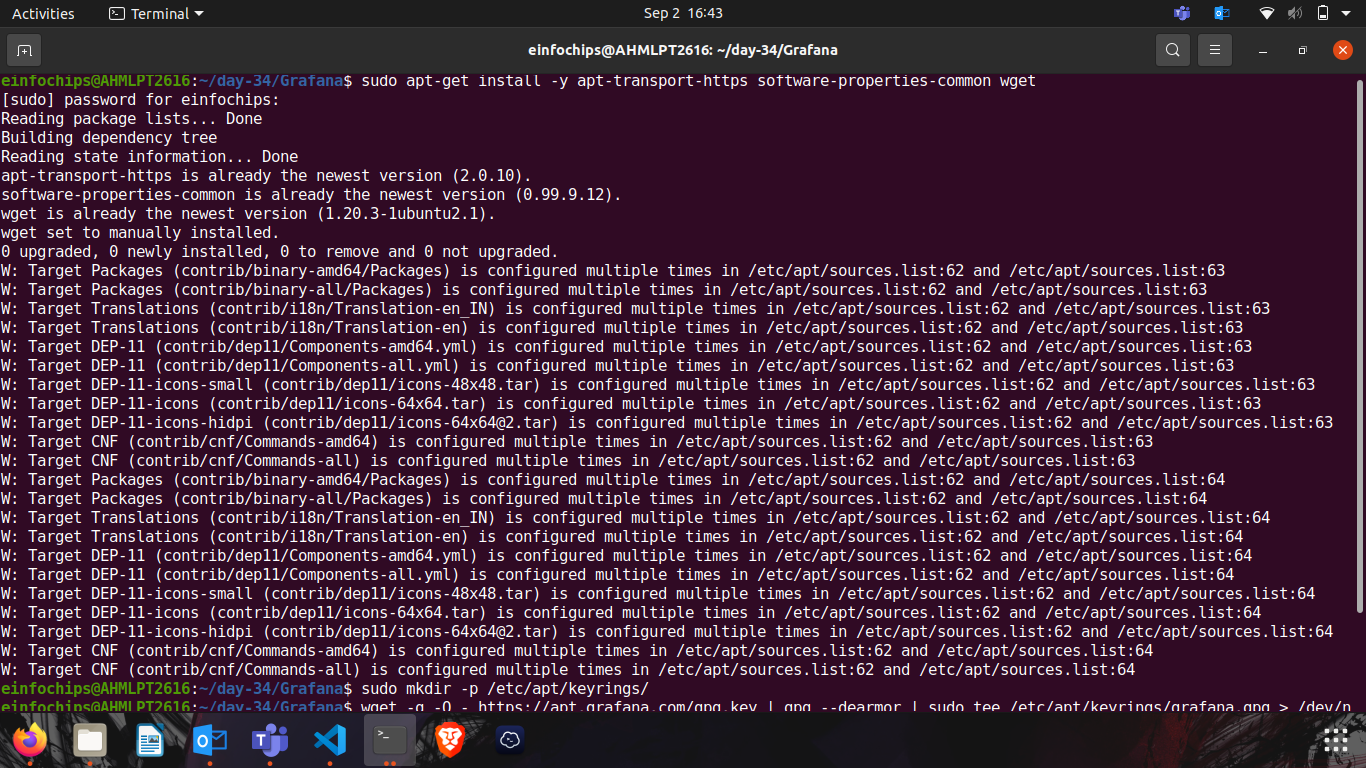 Activities
Terminal
Sep 2 16:43
einfochips@AHMLPT2616: ~/day-34/Grafana
einfochips@AHMLPT2616:~/day-34/Grafana$ sudo apt-get install -y apt-transport-https software-properties-common wget
[sudo] password for einfochips:
Reading package lists... Done
Building dependency tree
Reading state information... Done
apt-transport-https is already the newest version (2.0.10).
software-properties-common is already the newest version (0.99.9.12).
wget is already the newest version (1.20.3-1ubuntu2.1).
wget set to manually installed.
0 upgraded, 0 newly installed, 0 to remove and 0 not upgraded.
W: Target Packages (contrib/binary-amd64/Packages) is configured multiple times in /etc/apt/sources.list:62 and /etc/apt/sources.list:63
W: Target Packages (contrib/binary-all/Packages) is configured multiple times in /etc/apt/sources.list:62 and /etc/apt/sources.list:63
W: Target Translations (contrib/i18n/Translation-en_IN) is configured multiple times in /etc/apt/sources.list:62 and /etc/apt/sources.list:63
W: Target Translations (contrib/i18n/Translation-en) is configured multiple times in /etc/apt/sources.list:62 and /etc/apt/sources.list:63
W: Target DEP-11 (contrib/dep11/Components-amd64.yml) is configured multiple times in /etc/apt/sources.list:62 and /etc/apt/sources.list:63
W: Target DEP-11 (contrib/dep11/Components-all.yml) is configured multiple times in /etc/apt/sources.list:62 and /etc/apt/sources.list:63
W: Target DEP-11-icons-small (contrib/dep11/icons-48x48.tar) is configured multiple times in /etc/apt/sources.list:62 and /etc/apt/sources.list:63
W: Target DEP-11-icons (contrib/dep11/icons-64x64.tar) is configured multiple times in /etc/apt/sources.list:62 and /etc/apt/sources.list:63
W: Target DEP-11-icons-hidpi (contrib/dep11/icons-64x64@2.tar) is configured multiple times in /etc/apt/sources.list:62 and /etc/apt/sources.list:63
W: Target CNF (contrib/cnf/Commands-amd64) is configured multiple times in /etc/apt/sources.list:62 and /etc/apt/sources.list:63
W: Target CNF (contrib/cnf/Commands-all) is configured multiple times in /etc/apt/sources.list:62 and /etc/apt/sources.list:63
W: Target Packages (contrib/binary-amd64/Packages) is configured multiple times in /etc/apt/sources.list:62 and /etc/apt/sources.list:64
W: Target Packages (contrib/binary-all/Packages) is configured multiple times in /etc/apt/sources.list:62 and /etc/apt/sources.list:64
W: Target Translations (contrib/i18n/Translation-en_IN) is configured multiple times in /etc/apt/sources.list:62 and /etc/apt/sources.list:64
W: Target Translations (contrib/i18n/Translation-en) is configured multiple times in /etc/apt/sources.list:62 and /etc/apt/sources.list:64
W: Target DEP-11 (contrib/dep11/Components-amd64.yml) is configured multiple times in /etc/apt/sources.list:62 and /etc/apt/sources.list:64
W: Target DEP-11 (contrib/dep11/Components-all.yml) is configured multiple times in /etc/apt/sources.list:62 and /etc/apt/sources.list:64
W: Target DEP-11-icons-small (contrib/dep11/icons-48x48.tar) is configured multiple times in /etc/apt/sources.list:62 and /etc/apt/sources.list:64
W: Target DEP-11-icons (contrib/dep11/icons-64x64.tar) is configured multiple times in /etc/apt/sources.list:62 and /etc/apt/sources.list:64
W: Target DEP-11-icons-hidpi (contrib/dep11/icons-64x64@2.tar) is configured multiple times in /etc/apt/sources.list:62 and /etc/apt/sources.list:64
W: Target CNF (contrib/cnf/Commands-amd64) is configured multiple times in /etc/apt/sources.list:62 and /etc/apt/sources.list:64
W: Target CNF (contrib/cnf/Commands-all) is configured multiple times in /etc/apt/sources.list:62 and /etc/apt/sources.list:64
einfochips@AHMLPT2616:~/day-34/Grafana$ sudo mkdir -p /etc/apt/keyrings/
einfochips@AHMLPT2616:~/day-34/Grafana$ wget -q -O - https://apt.grafana.com/gpg.key | gpg --dearmor | sudo tee /etc/apt/keyrings/grafana.gpg > /dev/n